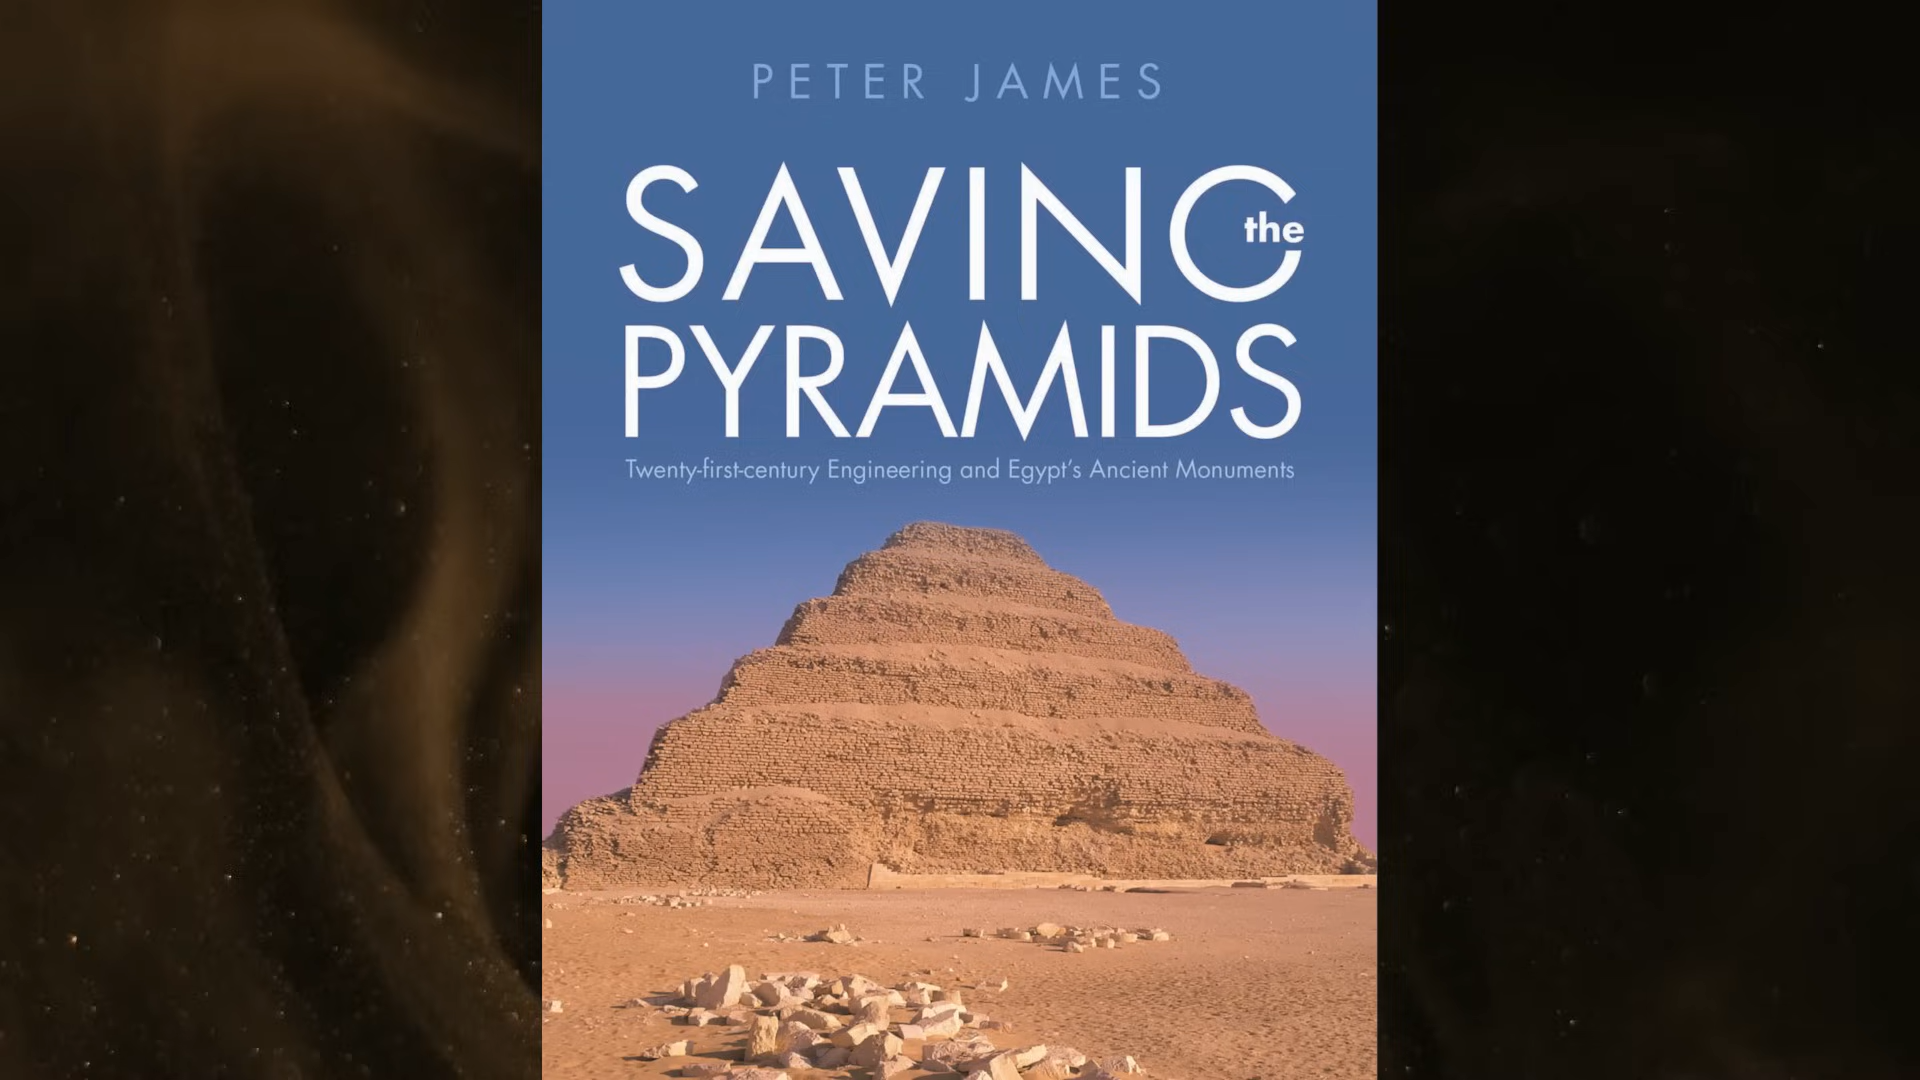 PETER JAMES
SAVING the
PYRAMIDS
Twenty-first-century Engineering and Egypt's Ancient Monuments